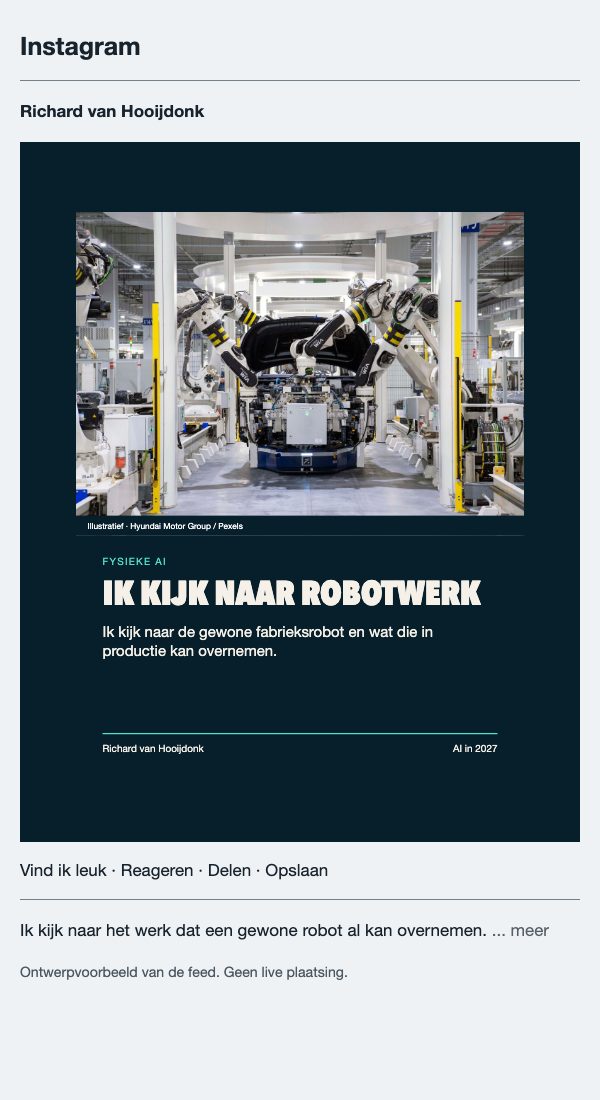 Instagram
Richard van Hooijdonk
Illustratief · Hyundai Motor Group / Pexels
FYSIEKE AI
IK KIJK NAAR ROBOTWERK
Ik kijk naar de gewone fabrieksrobot en wat die in
productie kan overnemen.
Richard van Hooijdonk
AI in 2027
Vind ik leuk · Reageren · Delen · Opslaan
Ik kijk naar het werk dat een gewone robot al kan overnemen. ... meer
Ontwerpvoorbeeld van de feed. Geen live plaatsing.